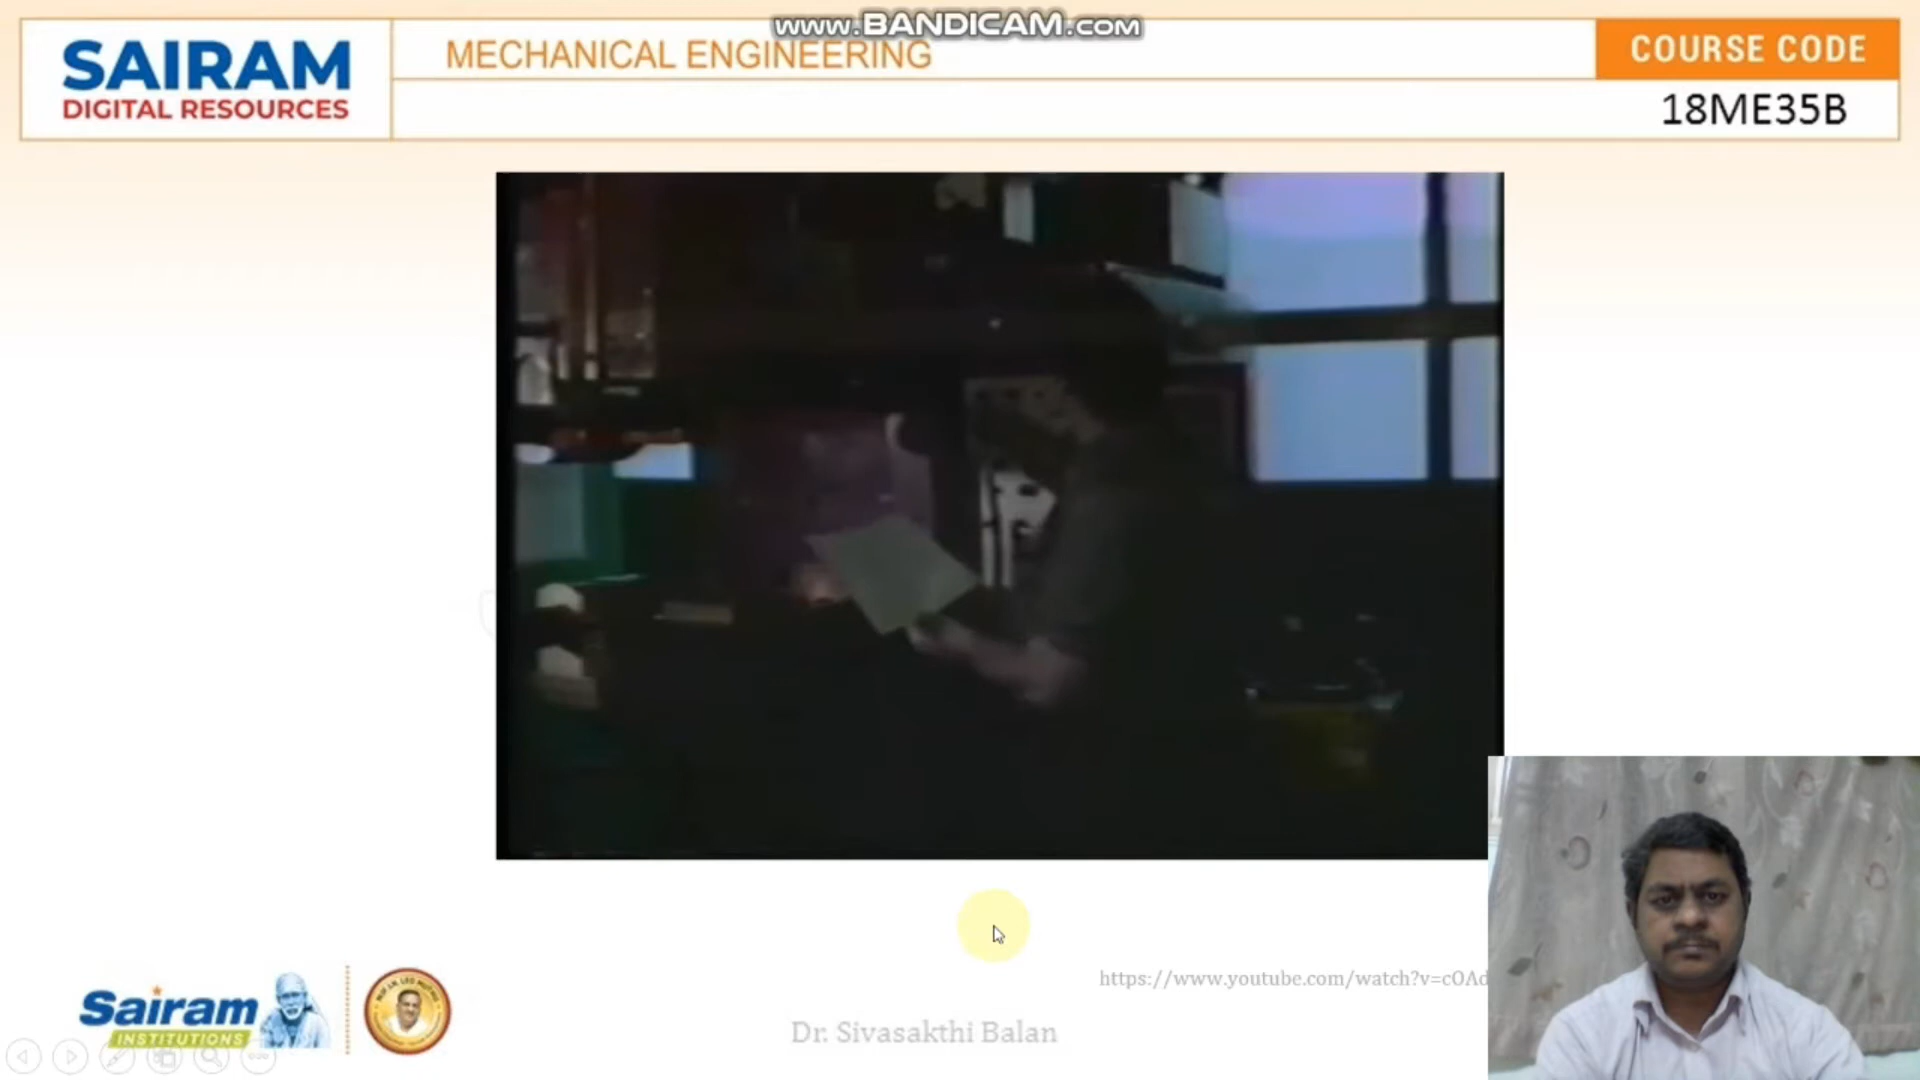 www.BANDICAM.com
SAIRAM
DIGITAL RESOURCES
MECHANICAL ENGINEERING
COURSE CODE
18ME35B
https://www.youtube.com/watch?v=cOAd
Sairam
INSTITUTIONS
Dr. Sivasakthi Balan